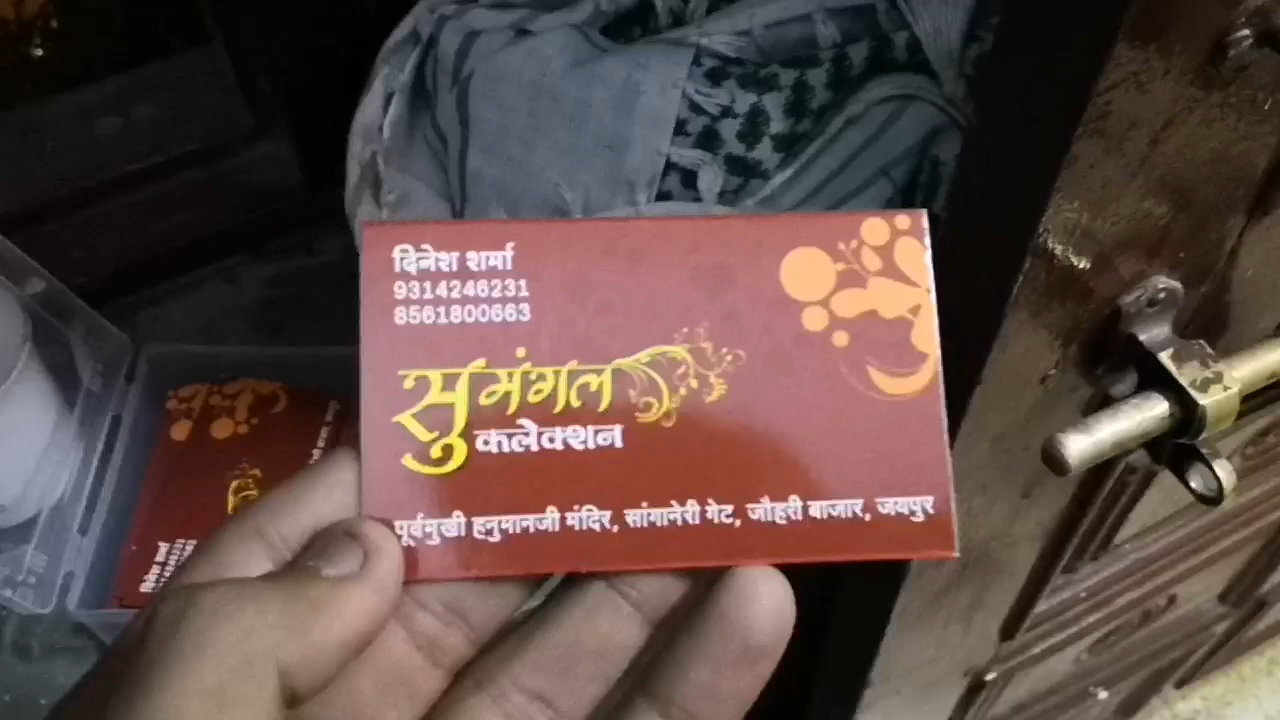 दिनेश शर्मा
9314246231
8561800663
सुमंगल
कलेक्शन
पूर्वमुखी हनुमानजी मंदिर, सांगानेरी गेट, जौहरी बाजार, जयपुर